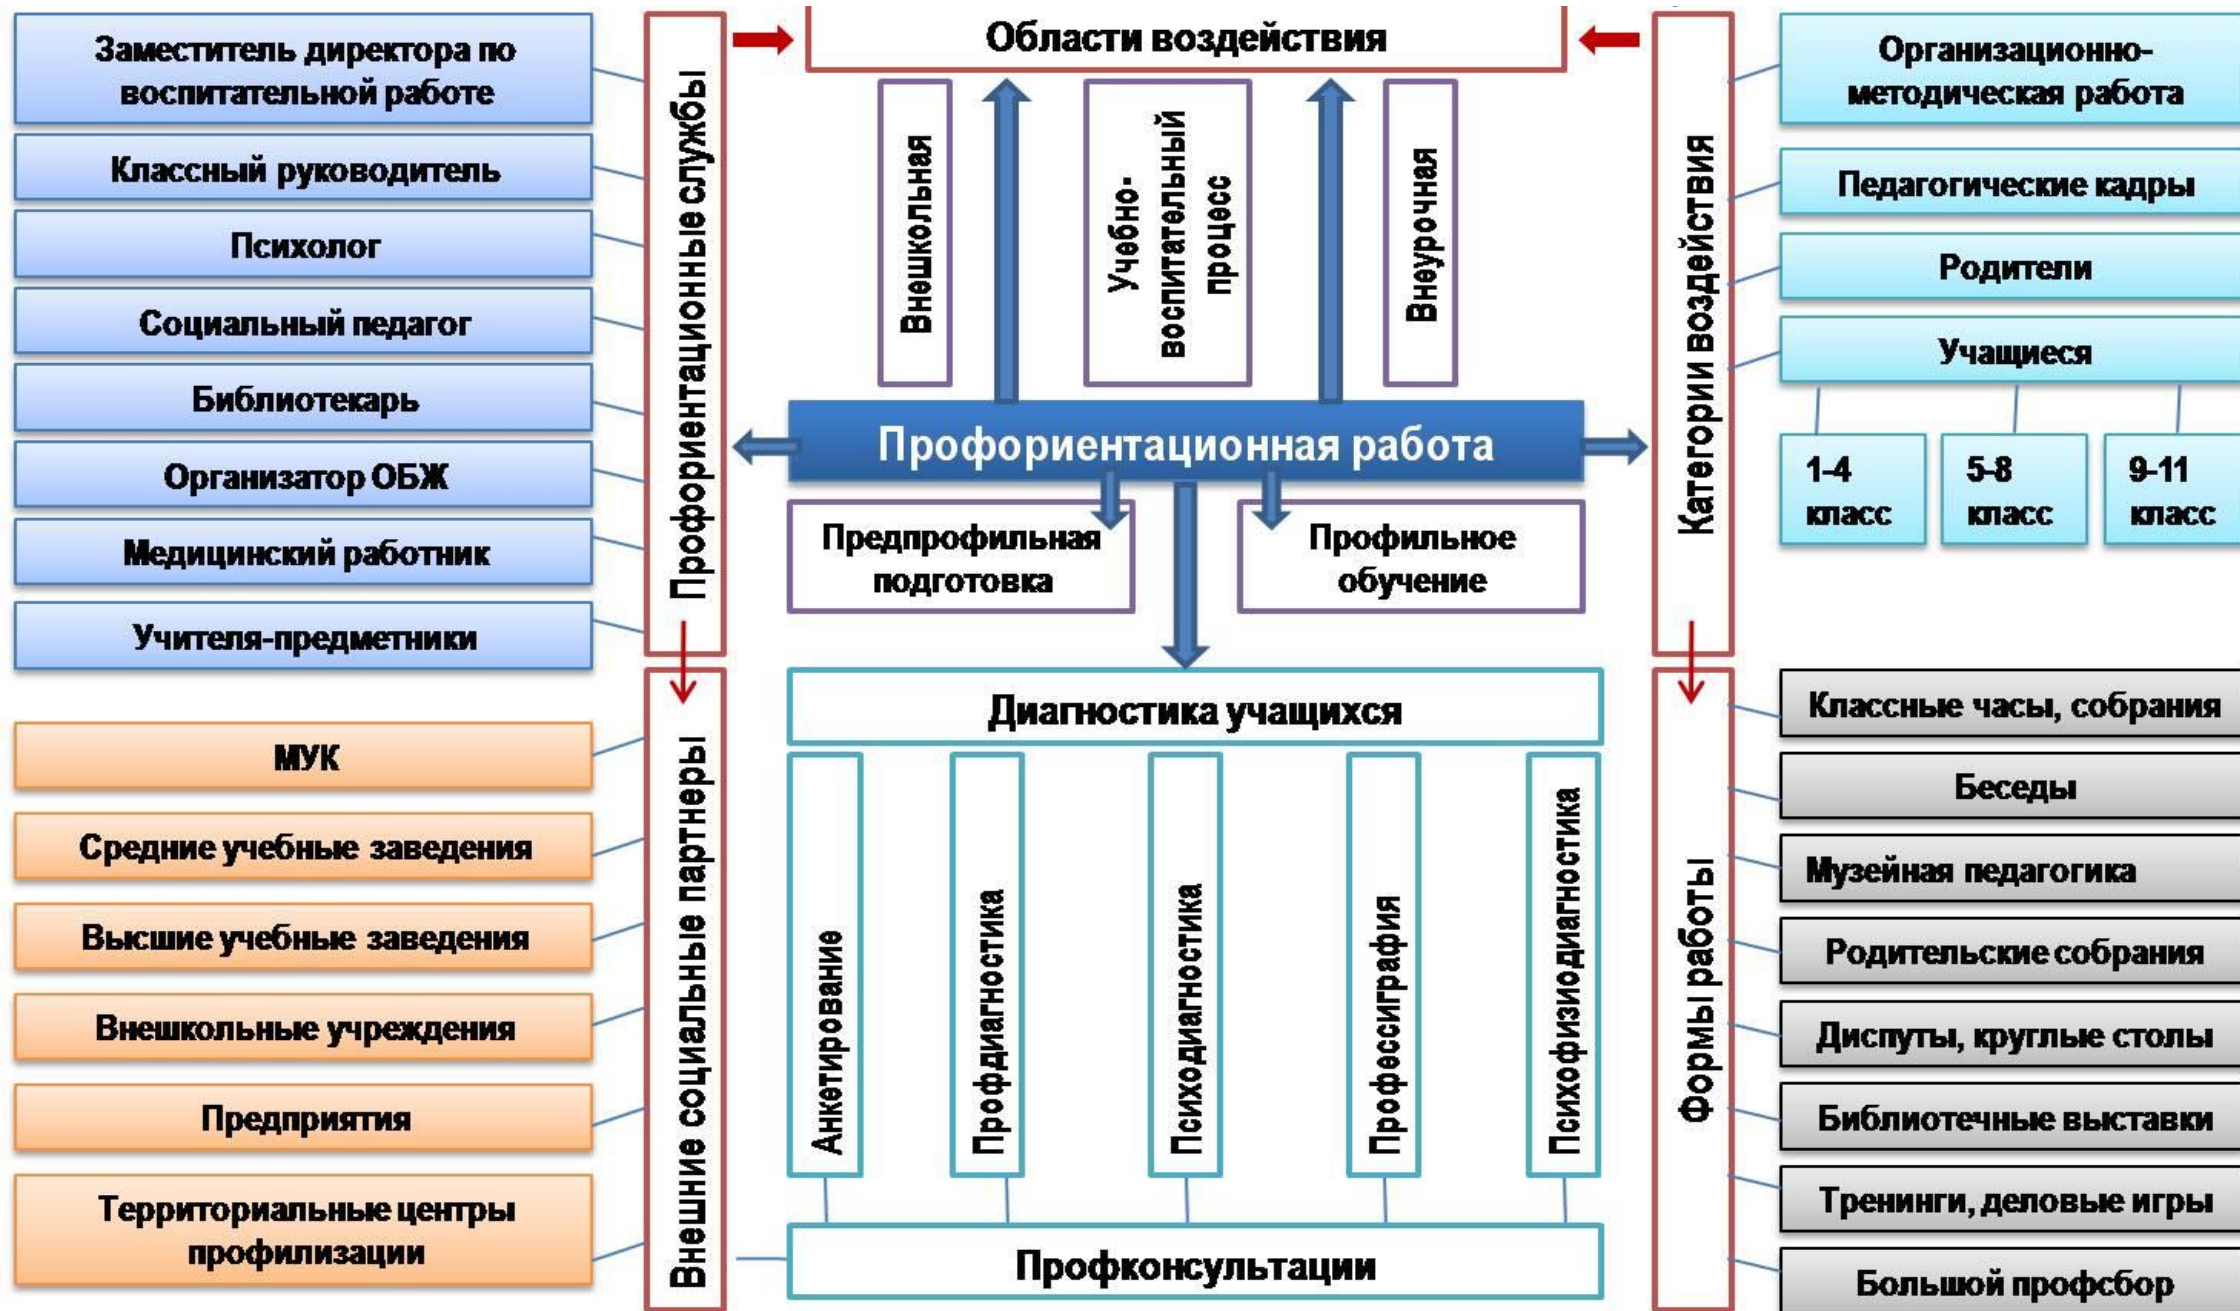 Заместитель директора по
воспитательной работе
Классный руководитель
Психолог
Социальный педагог
Библиотекарь
Организатор ОБЖ
Медицинский работник
Учителя-предметники
Профориентационные службы
МУК
Средние учебные заведения
Высшие учебные заведения
Внешкольные учреждения
Предприятия
Территориальные центры
профилизации
Внешние социальные партнеры
Области воздействия
Внешкольная
Учебно-
воспитательный
процесс
Внеурочная
Профориентационная работа
Предпрофильная
подготовка
Профильное
обучение
Диагностика учащихся
Анкетирование
Профдиагностика
Психодиагностика
Профессиграфия
Психофизиодиагностика
Профконсультации
Категории воздействия
Организационно-
методическая работа
Педагогические кадры
Родители
Учащиеся
1-4
класс
5-8
класс
9-11
класс
Формы работы
Классные часы, собрания
Беседы
Музейная педагогика
Родительские собрания
Диспуты, круглые столы
Библиотечные выставки
Тренинги, деловые игры
Большой профсбор